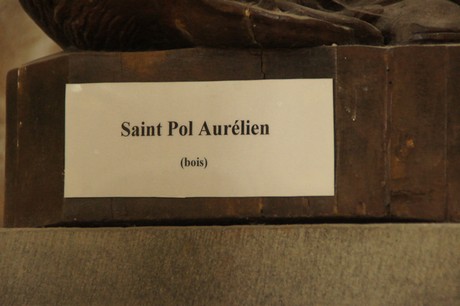 Saint Pol Aurélien
(bois)